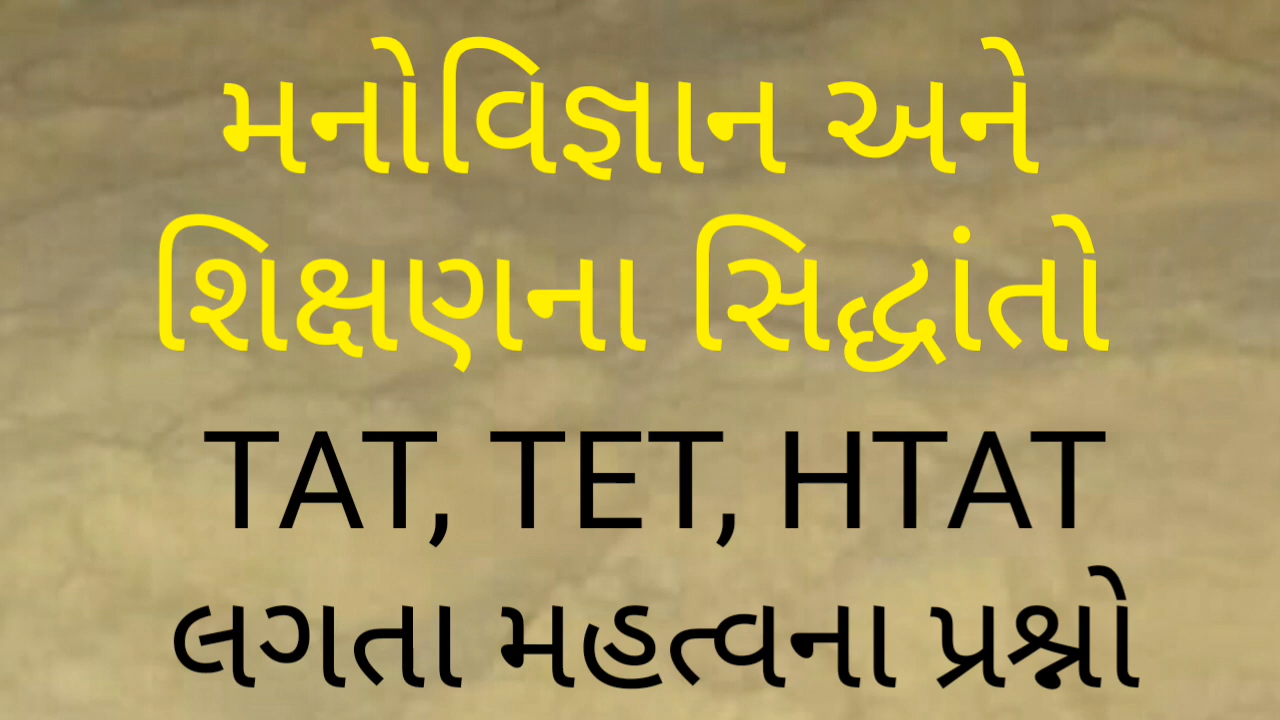 મનોવિજ્ઞાન અને
શિક્ષણના સિદ્ધાંતો
TAT, TET, HTAT
લગતા મહત્વના પ્રશ્નો